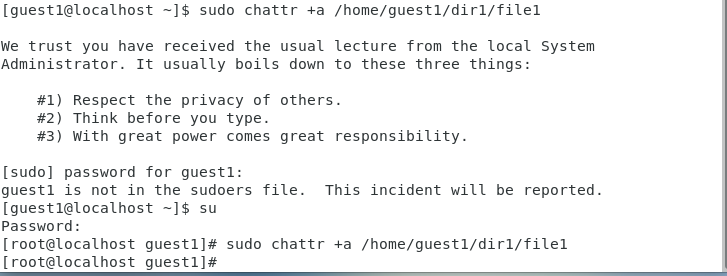 [guest1@localhost ~]$ sudo chattr +a /home/guest1/dir1/file1
We trust you have received the usual lecture from the local System
Administrator. It usually boils down to these three things:
#1) Respect the privacy of others.
#2) Think before you type.
#3) With great power comes great responsibility.
[sudo] password for guest1:
guest1 is not in the sudoers file.  This incident will be reported.
[guest1@localhost ~]$ su
Password:
[root@localhost guest1]# sudo chattr +a /home/guest1/dir1/file1
[root@localhost guest1]#